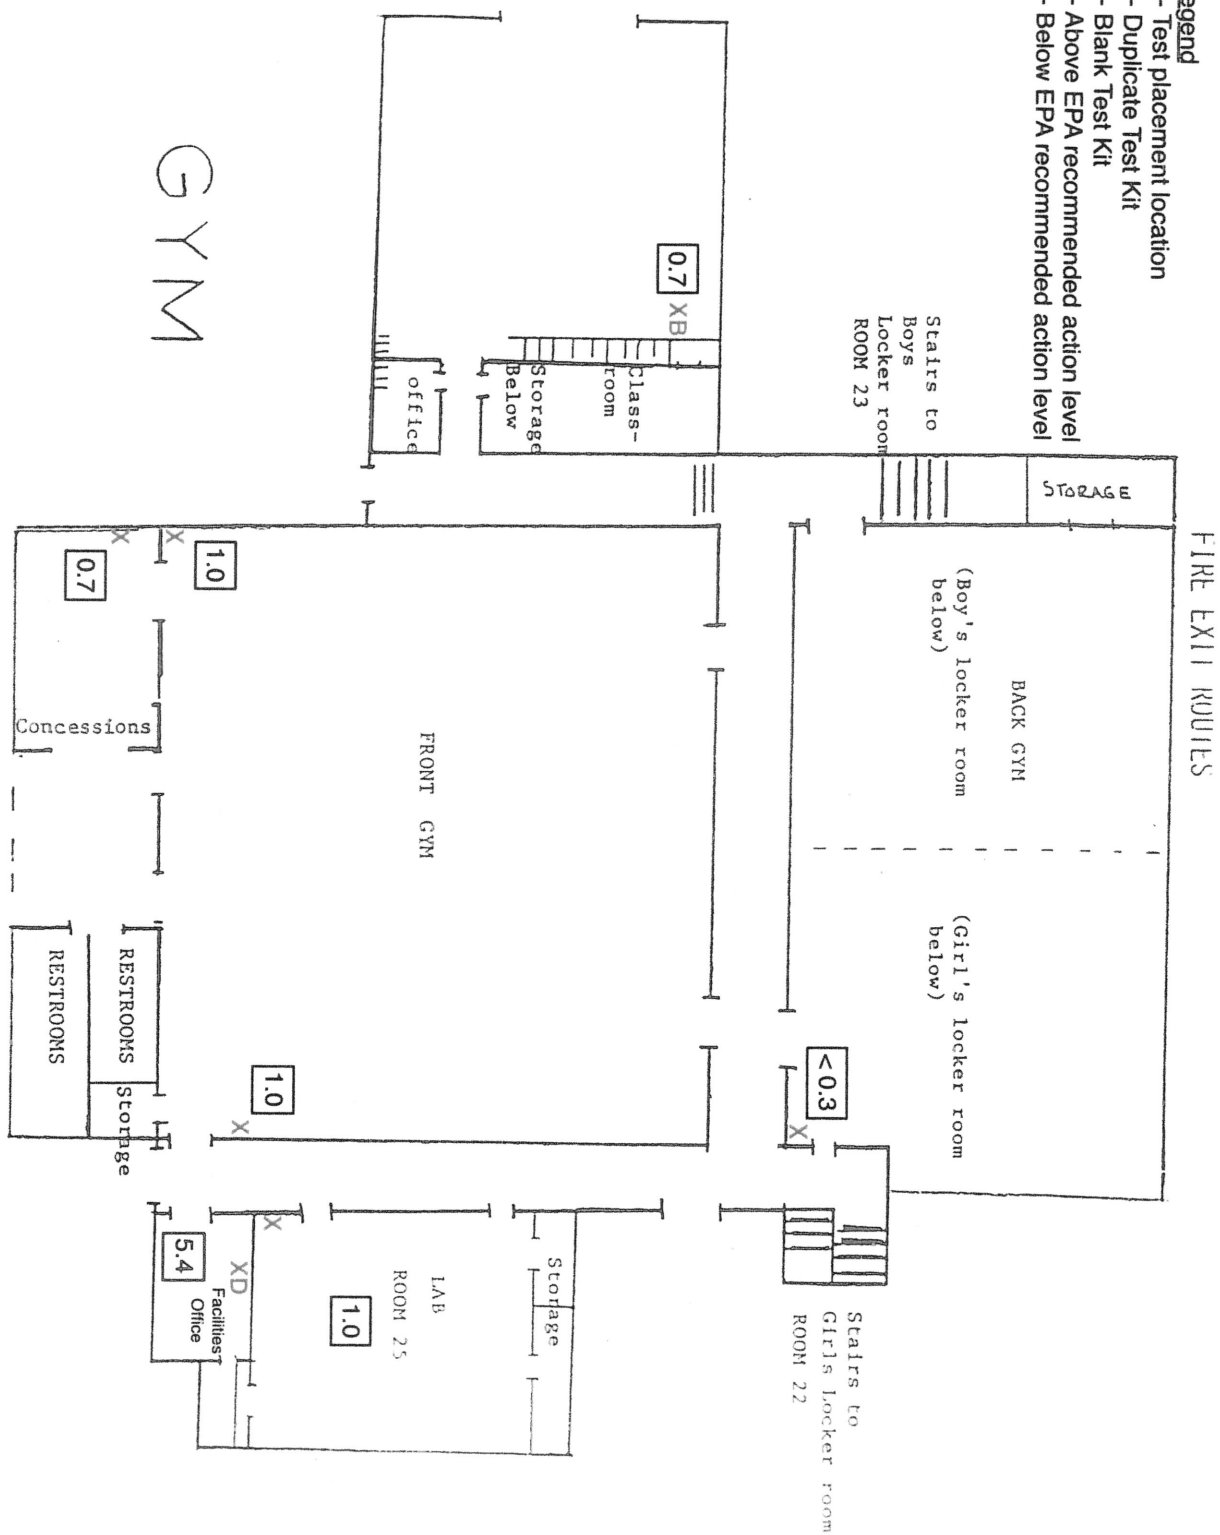 egend
- Test placement location
- Duplicate Test Kit
- Blank Test Kit
- Above EPA recommended action level
- Below EPA recommended action level
FIRE EXIT ROUTES
STORAGE
Stairs to
Boys
Locker room
ROOM 23
0.7
XB
Class-
room
Storage
Below
office
GYM
(Boy's locker room
below)
BACK GYM
(Girl's locker room
below)
X
1.0
X
0.7
Concessions
FRONT GYM
RESTROOMS
RESTROOMS
Storage
1.0
X
<0.3
X
Stairs to
Girls Locker room
ROOM 22
Storage
LAB
ROOM 25
1.0
X
XD
5.4
Facilities
Office